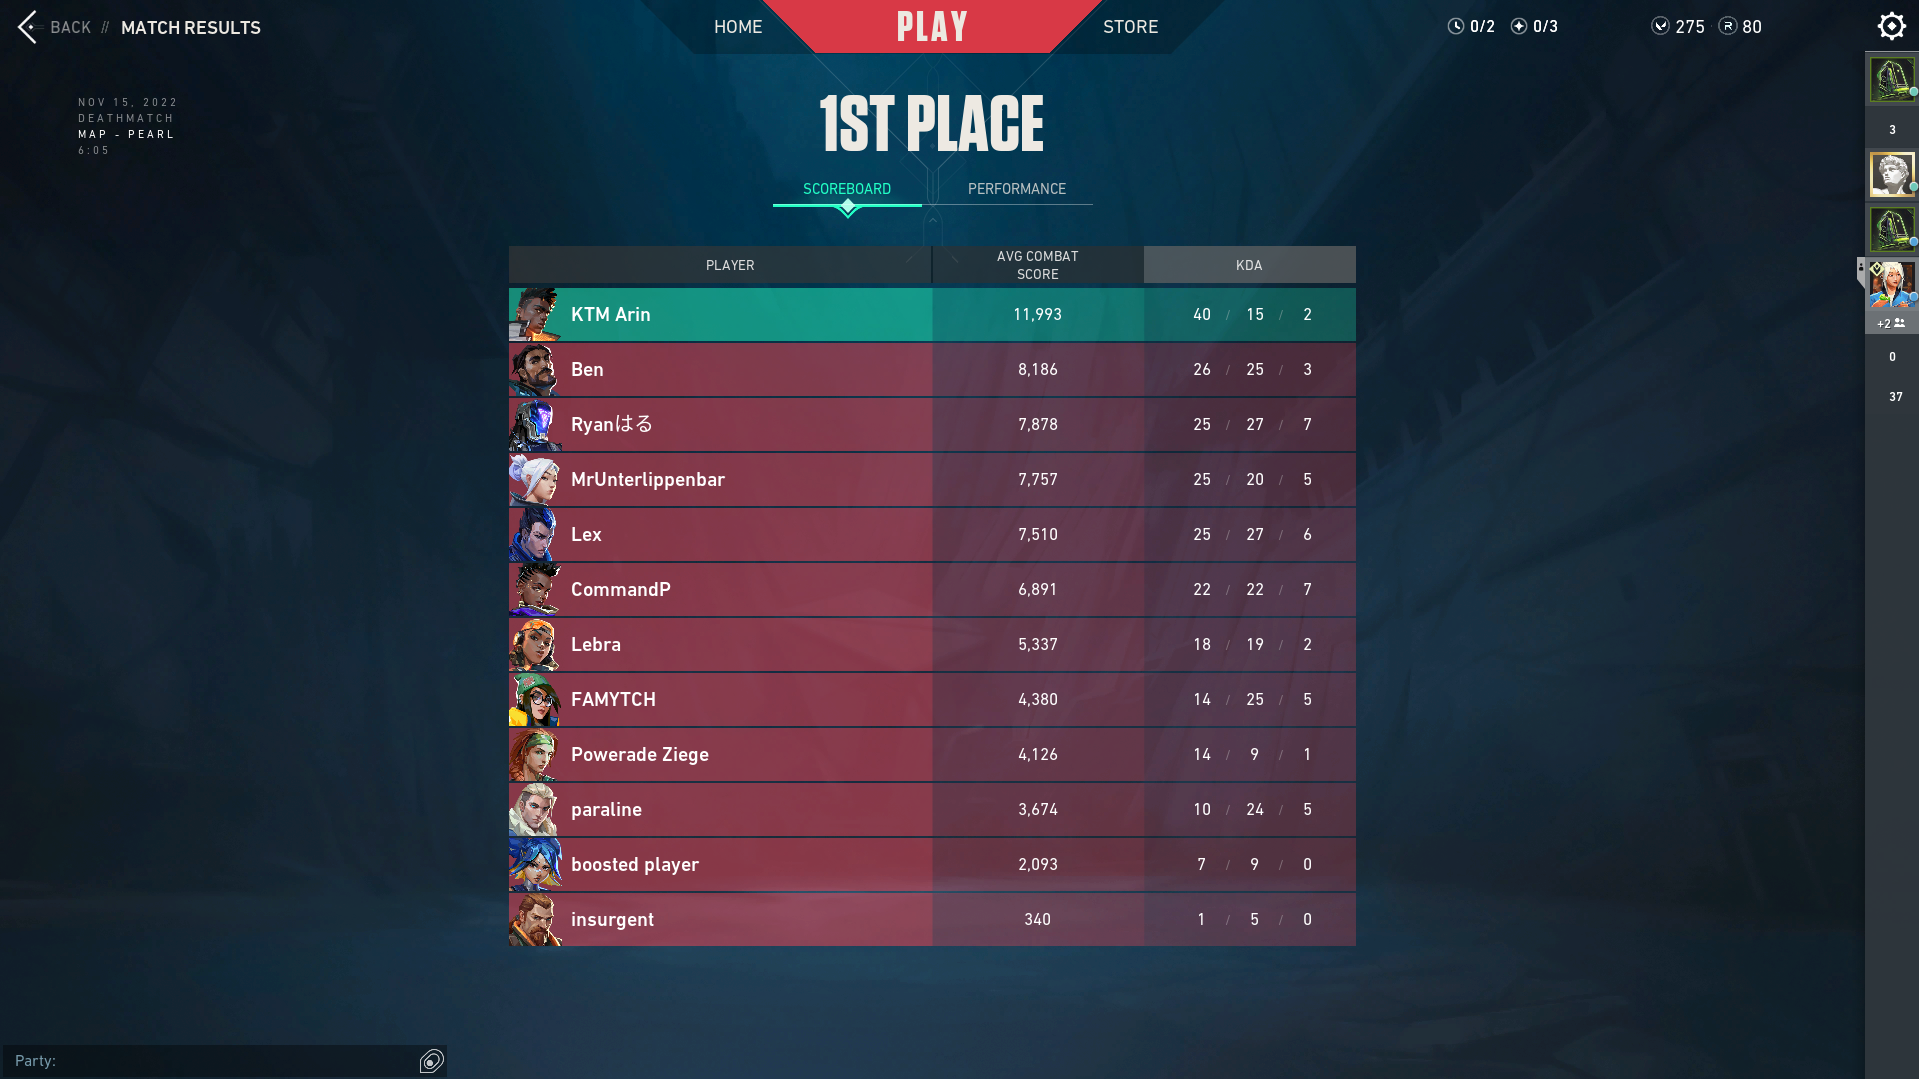 BACK // MATCH RESULTS
HOME
PLAY
STORE
0/2 0/3
275 80
NOV 15, 2022
DEATHMATCH
MAP - PEARL
6:05
1ST PLACE
SCOREBOARD PERFORMANCE
PLAYER AVG COMBAT SCORE KDA
KTM Arin 11,993 40 / 15 / 2
Ben 8,186 26 / 25 / 3
Ryanはる 7,878 25 / 27 / 7
MrUnterlippenbar 7,757 25 / 20 / 5
Lex 7,510 25 / 27 / 6
CommandP 6,891 22 / 22 / 7
Lebra 5,337 18 / 19 / 2
FAMYTCH 4,380 14 / 25 / 5
Powerade Ziege 4,126 14 / 9 / 1
paraline 3,674 10 / 24 / 5
boosted player 2,093 7 / 9 / 0
insurgent 340 1 / 5 / 0
3
+2
0
37
Party: